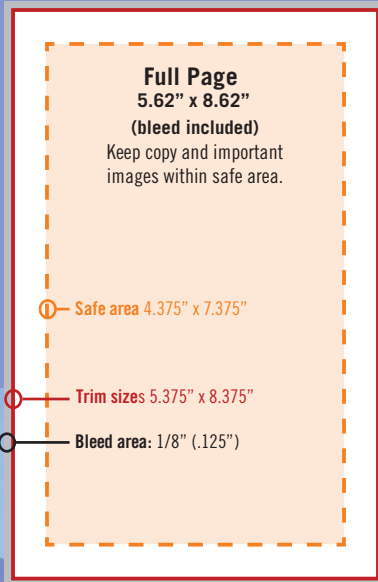 Full Page
5.62” x 8.62”
(bleed included)
Keep copy and important
images within safe area.
Safe area 4.375” x 7.375”
Trim sizes 5.375” x 8.375”
Bleed area: 1/8” (.125”)